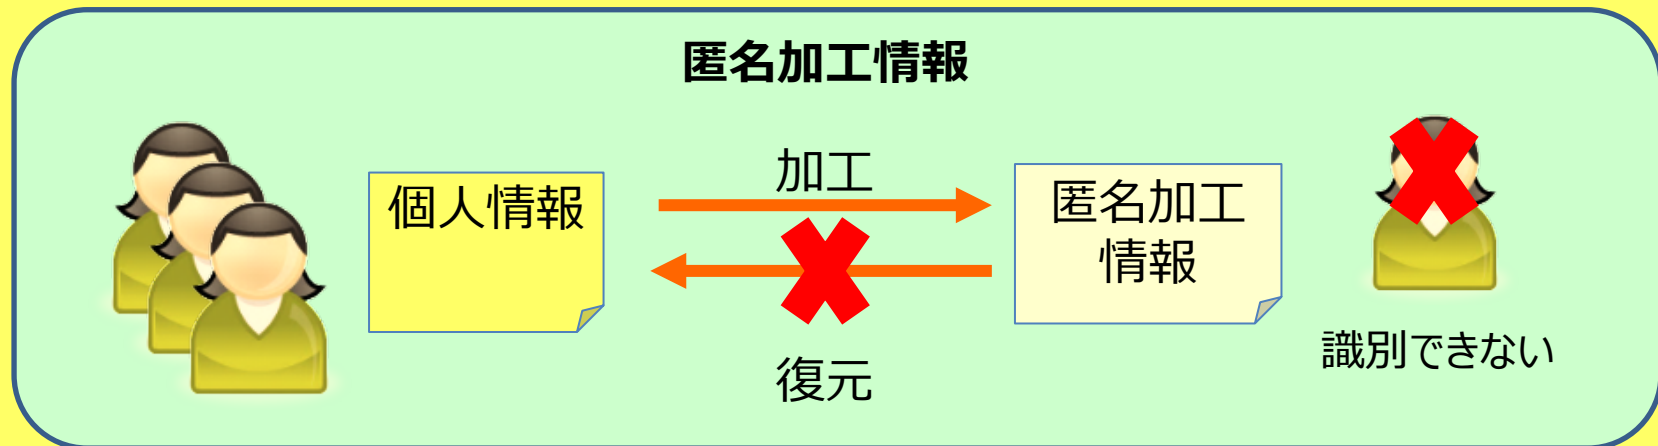 匿名加工情報
加工
個人情報
匿名加工
情報
復元
識別できない